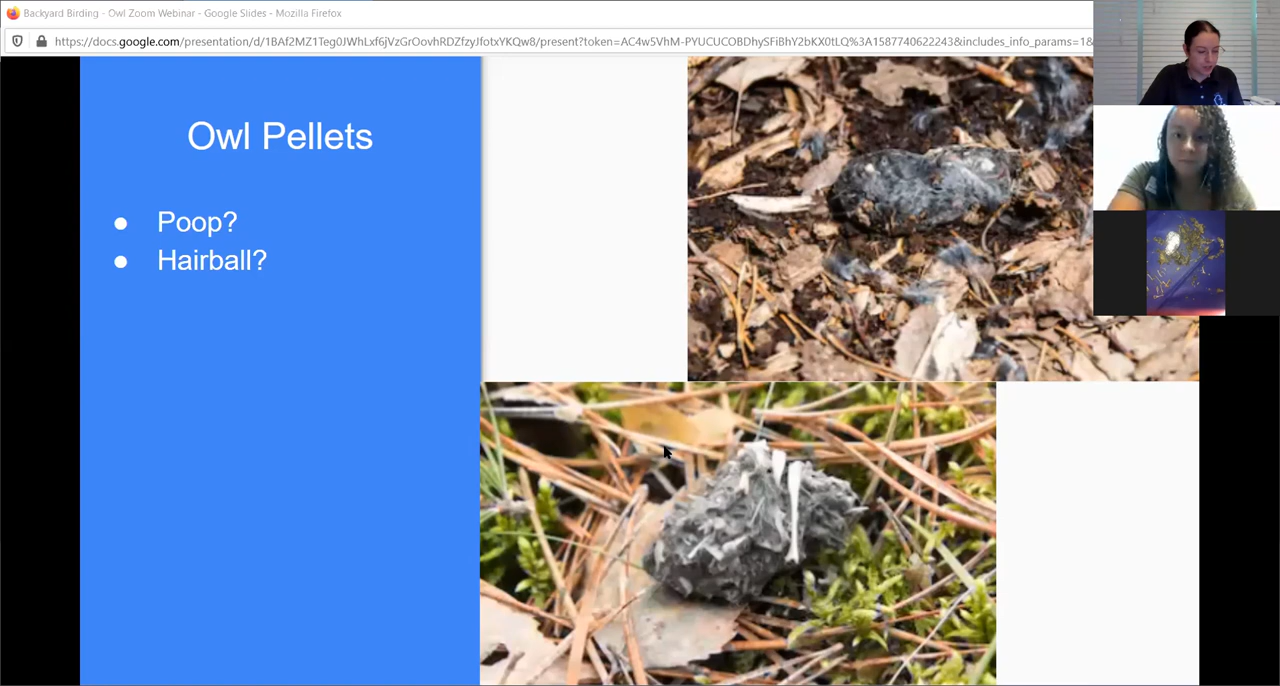 Backyard Birding - Owl Zoom Webinar - Google Slides - Mozilla Firefox
https://docs.google.com/presentation/d/1BAf2MZ1Teg0JWhLxf6jVzGrOovhRDZfzyJfotxYKQw8/present?token=AC4w5VhM-PYUCUCOBDhySFiBhY2bKX0tLQ%3A1587740622243&includes_info_params=1&
Owl Pellets
● Poop?
● Hairball?